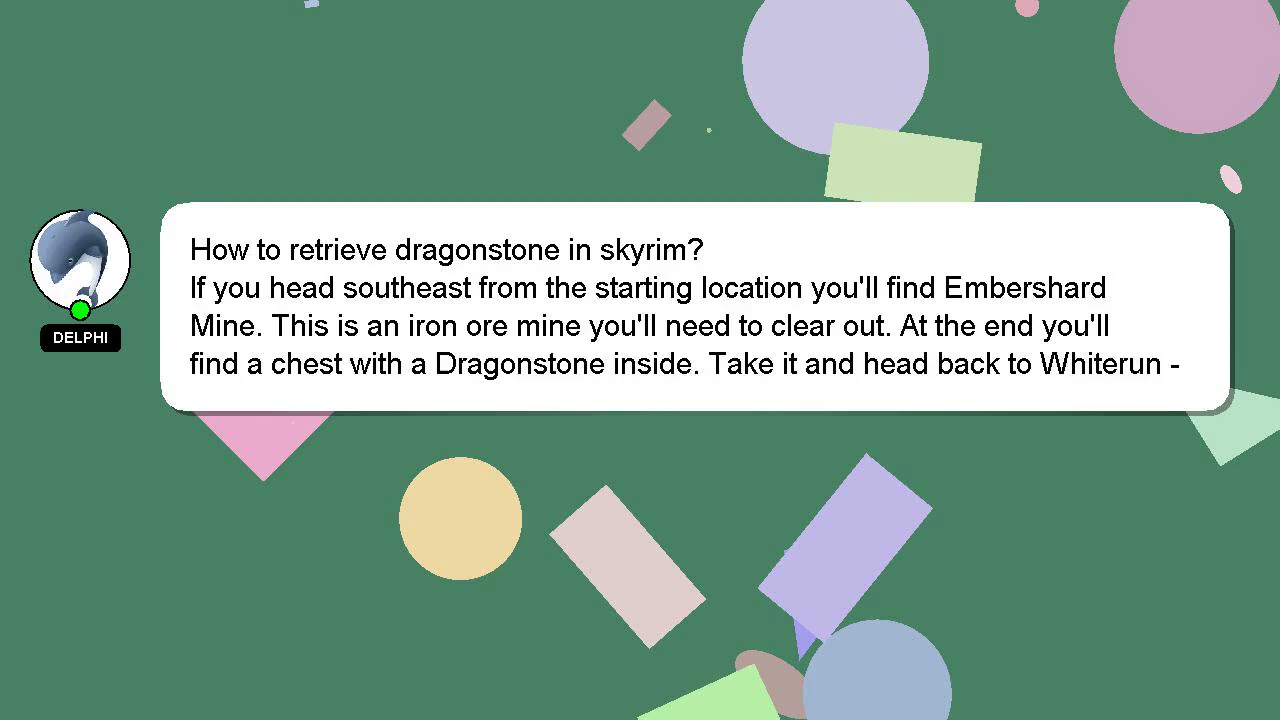 How to retrieve dragonstone in skyrim?
If you head southeast from the starting location you'll find Embershard
Mine. This is an iron ore mine you'll need to clear out. At the end you'll
find a chest with a Dragonstone inside. Take it and head back to Whiterun -
DELPHI